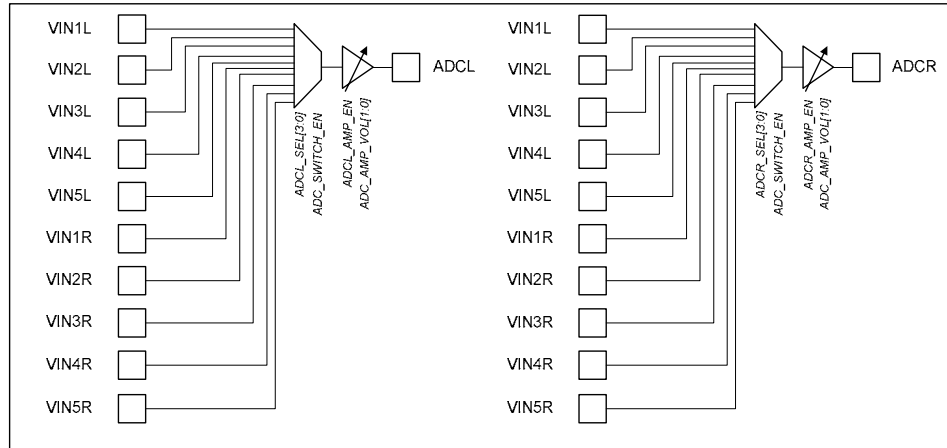 VIN1L
VIN2L
VIN3L
VIN4L
VIN5L
VIN1R
VIN2R
VIN3R
VIN4R
VIN5R
ADCL_SEL[3:0]
ADC_SWITCH_EN
ADCL_AMP_EN
ADC_AMP_VOL[1:0]
ADCL
VIN1L
VIN2L
VIN3L
VIN4L
VIN5L
VIN1R
VIN2R
VIN3R
VIN4R
VIN5R
ADCR_SEL[3:0]
ADC_SWITCH_EN
ADCR_AMP_EN
ADC_AMP_VOL[1:0]
ADCR